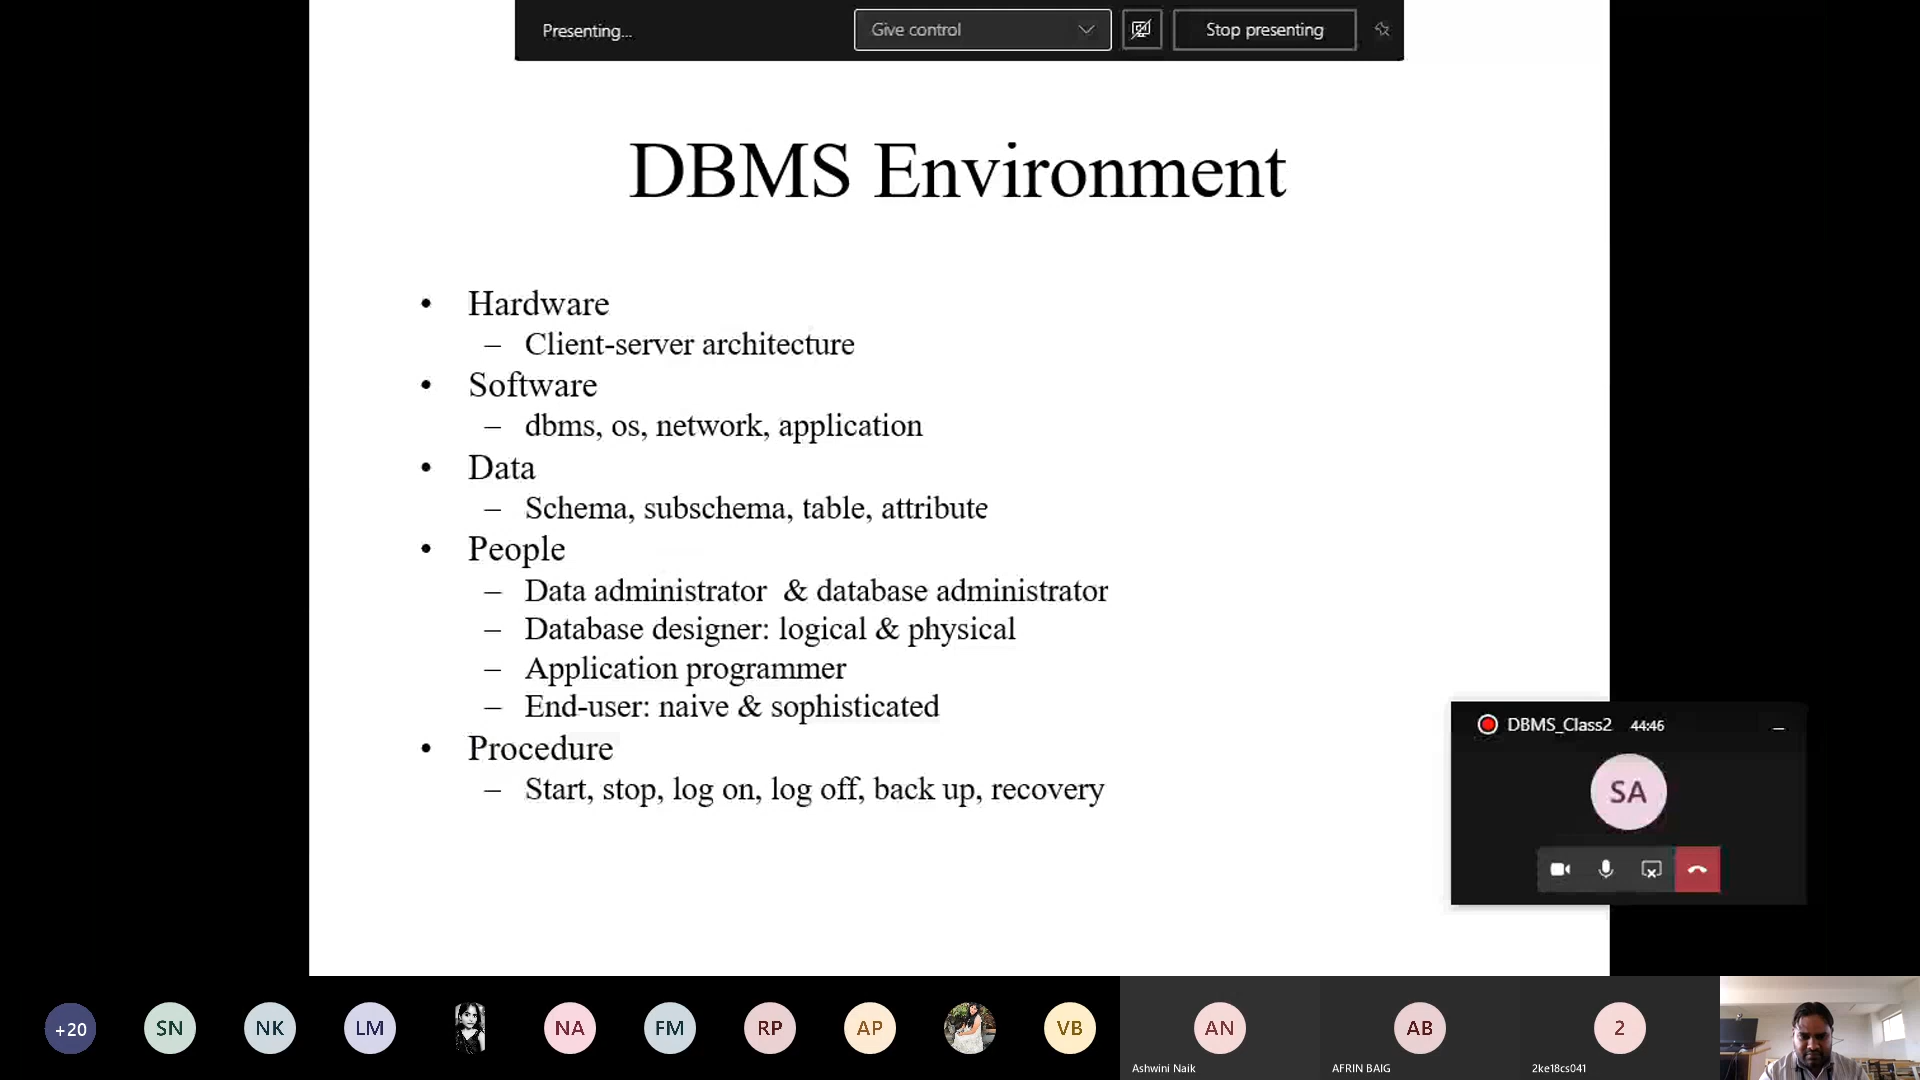 Presenting...
Give control
Stop presenting
DBMS Environment
• Hardware
– Client-server architecture
• Software
– dbms, os, network, application
• Data
– Schema, subschema, table, attribute
• People
– Data administrator & database administrator
– Database designer: logical & physical
– Application programmer
– End-user: naive & sophisticated
• Procedure
– Start, stop, log on, log off, back up, recovery
DBMS_Class2 44:46
SA
+20 SN NK LM NA FM RP AP VB AN AB 2
Ashwini Naik AFRIN BAIG 2ke18cs041